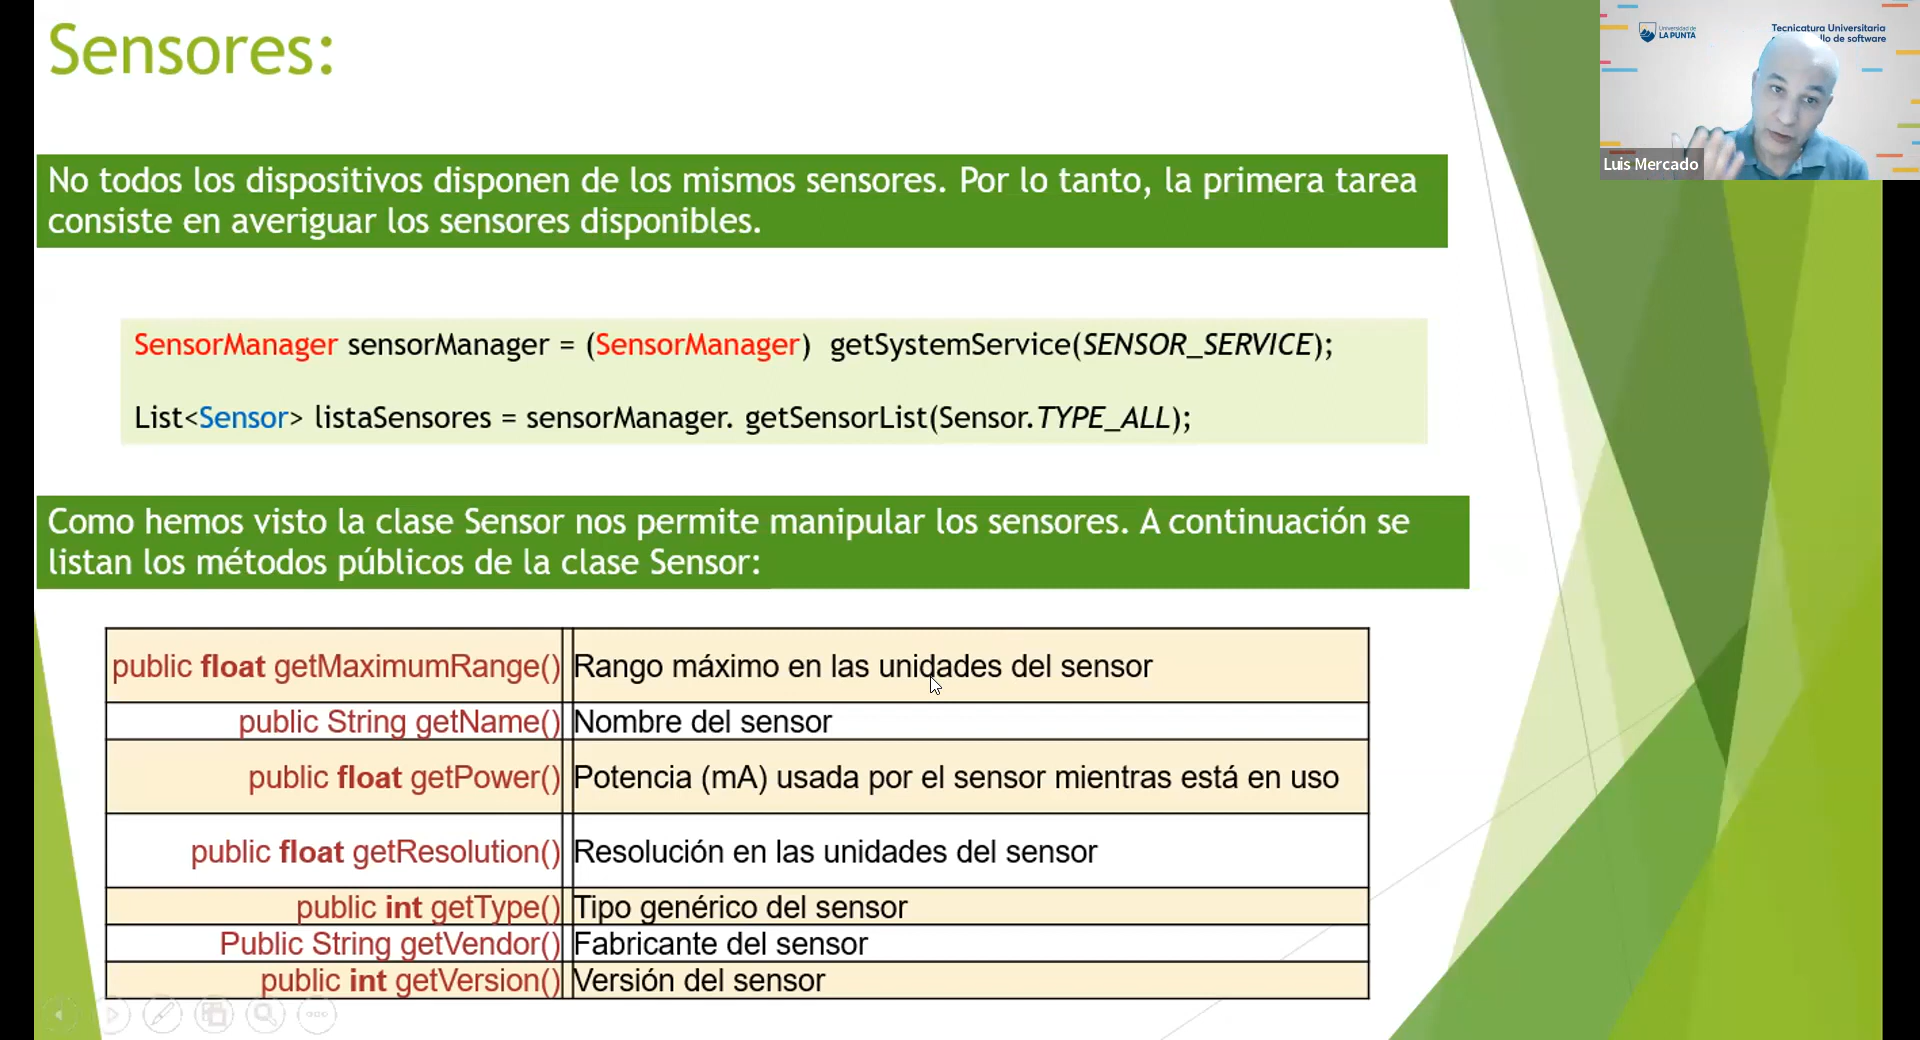 Sensores:
Universidad de
LA PUNTA
Tecnicatura Universitaria
llo de software
Luis Mercado
No todos los dispositivos disponen de los mismos sensores. Por lo tanto, la primera tarea
consiste en averiguar los sensores disponibles.
SensorManager sensorManager = (SensorManager) getSystemService(SENSOR_SERVICE);
List<Sensor> listaSensores = sensorManager. getSensorList(Sensor.TYPE_ALL);
Como hemos visto la clase Sensor nos permite manipular los sensores. A continuación se
listan los métodos públicos de la clase Sensor:
public float getMaximumRange() Rango máximo en las unidades del sensor
public String getName() Nombre del sensor
public float getPower() Potencia (mA) usada por el sensor mientras está en uso
public float getResolution() Resolución en las unidades del sensor
public int getType() Tipo genérico del sensor
Public String getVendor() Fabricante del sensor
public int getVersion() Versión del sensor